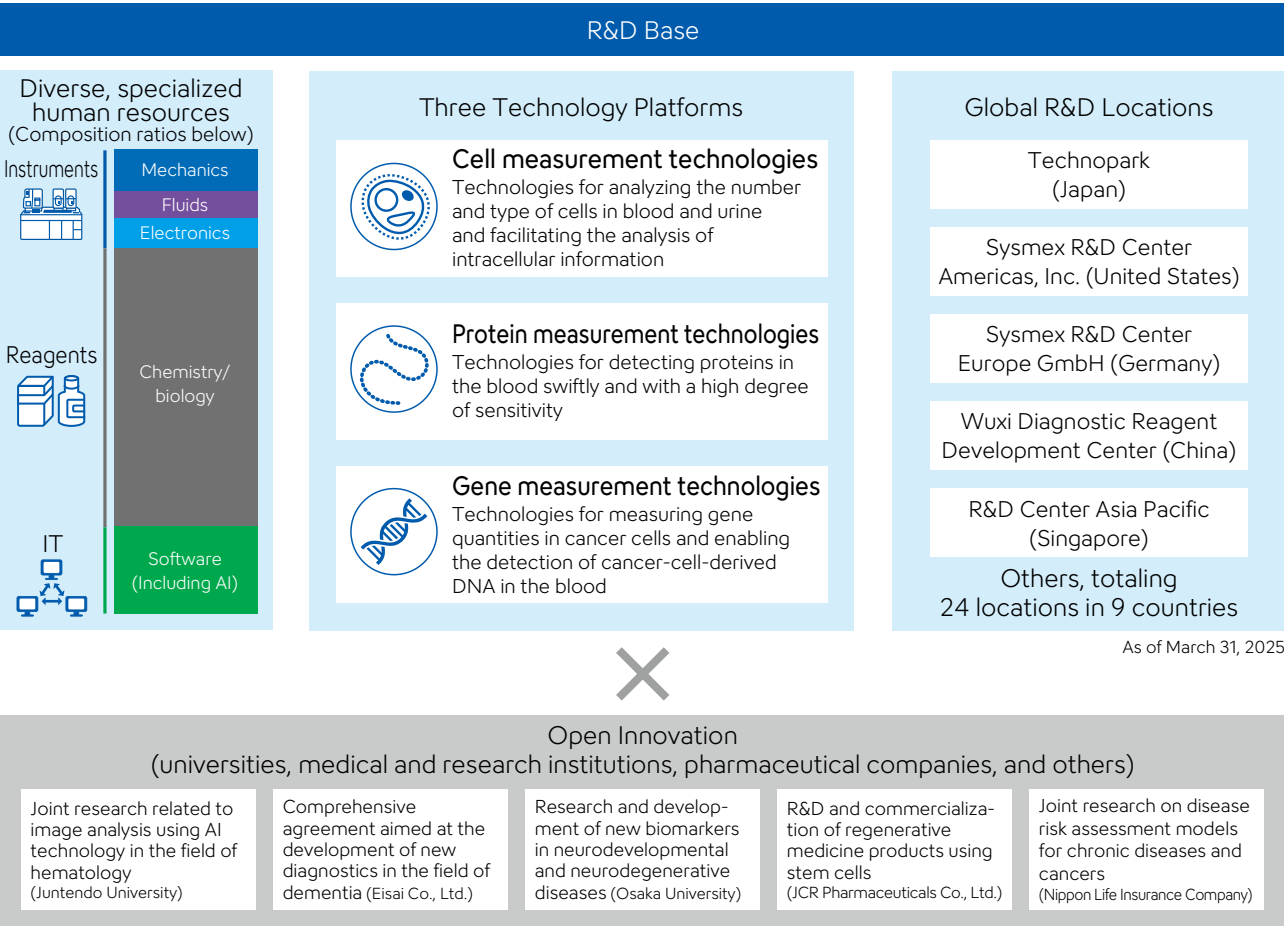 R&D Base
Diverse, specialized
human resources
(Composition ratios below)
Instruments
Mechanics
Fluids
Electronics
Reagents
Chemistry/
biology
IT
Software
(Including AI)
Three Technology Platforms
Cell measurement technologies
Technologies for analyzing the number
and type of cells in blood and urine
and facilitating the analysis of
intracellular information
Protein measurement technologies
Technologies for detecting proteins in
the blood swiftly and with a high degree
of sensitivity
Gene measurement technologies
Technologies for measuring gene
quantities in cancer cells and enabling
the detection of cancer-cell-derived
DNA in the blood
Global R&D Locations
Technopark
(Japan)
Sysmex R&D Center
Americas, Inc. (United States)
Sysmex R&D Center
Europe GmbH (Germany)
Wuxi Diagnostic Reagent
Development Center (China)
R&D Center Asia Pacific
(Singapore)
Others, totaling
24 locations in 9 countries
As of March 31, 2025
Open Innovation
(universities, medical and research institutions, pharmaceutical companies, and others)
Joint research related to
image analysis using AI
technology in the field of
hematology
(Juntendo University)
Comprehensive
agreement aimed at the
development of new
diagnostics in the field of
dementia (Eisai Co., Ltd.)
Research and develop-
ment of new biomarkers
in neurodevelopmental
and neurodegenerative
diseases (Osaka University)
R&D and commercializa-
tion of regenerative
medicine products using
stem cells
(JCR Pharmaceuticals Co., Ltd.)
Joint research on disease
risk assessment models
for chronic diseases and
cancers
(Nippon Life Insurance Company)